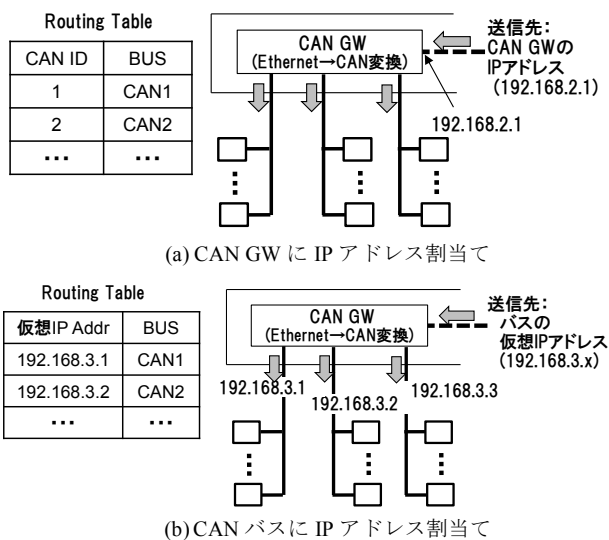 Routing Table
CAN ID BUS
1 CAN1
2 CAN2
… …
CAN GW
(Ethernet→CAN変換)
送信先:
CAN GWの
IPアドレス
(192.168.2.1)
192.168.2.1
(a) CAN GW に IP アドレス割当て
Routing Table
仮想IP Addr BUS
192.168.3.1 CAN1
192.168.3.2 CAN2
… …
CAN GW
(Ethernet→CAN変換)
送信先:
バスの
仮想IPアドレス
(192.168.3.x)
192.168.3.1
192.168.3.2
192.168.3.3
(b) CAN バスに IP アドレス割当て